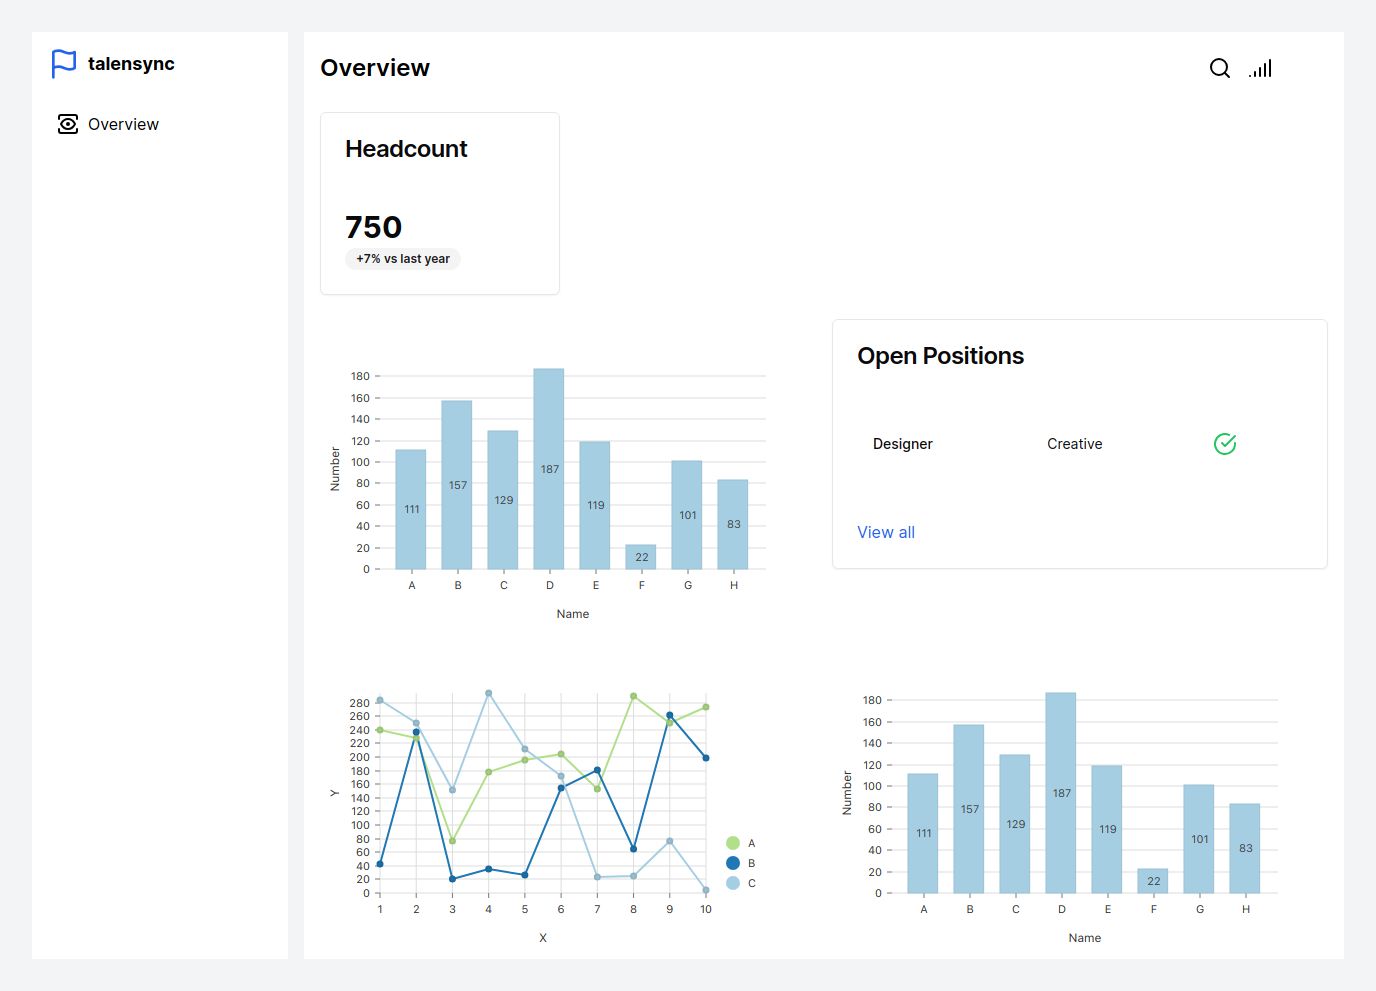 talensync
Overview
Overview
Headcount
750
+7% vs last year
180
160
140
120
100
80
60
40
20
0
Number
111
157
129
187
119
22
101
83
A B C D E F G H
Name
Open Positions
Designer Creative
View all
280
260
240
220
200
180
160
140
120
100
80
60
40
20
0
Y
1 2 3 4 5 6 7 8 9 10
X
A
B
C
180
160
140
120
100
80
60
40
20
0
Number
111
157
129
187
119
22
101
83
A B C D E F G H
Name